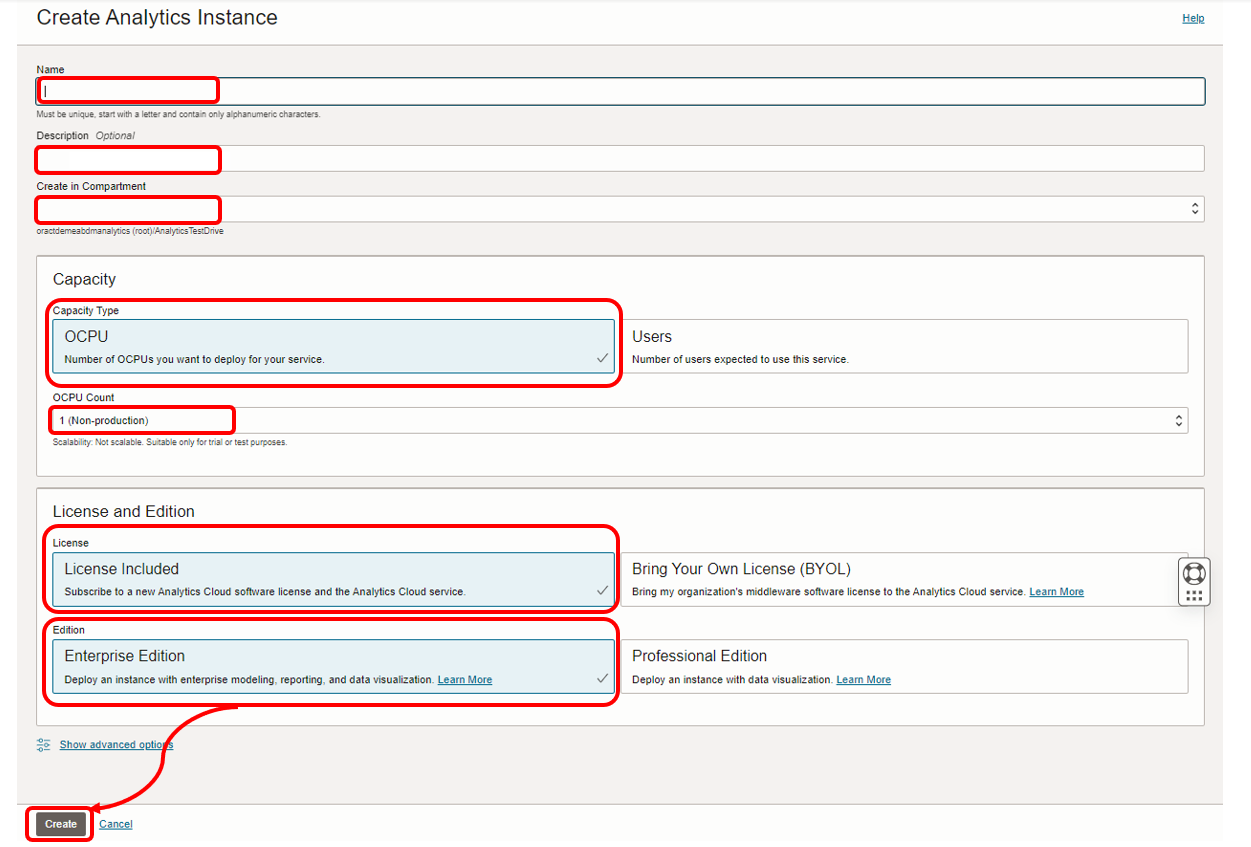 Create Analytics Instance
Help
Name
Must be unique, start with a letter and contain only alphanumeric characters.
Description Optional
Create in Compartment
oractdemeabdmanalytics (root)/AnalyticsTestDrive
Capacity
Capacity Type
OCPU
Number of OCPUs you want to deploy for your service.
Users
Number of users expected to use this service.
OCPU Count
1 (Non-production)
Scalability: Not scalable. Suitable only for trial or test purposes.
License and Edition
License
License Included
Subscribe to a new Analytics Cloud software license and the Analytics Cloud service.
Bring Your Own License (BYOL)
Bring my organization's middleware software license to the Analytics Cloud service. Learn More
Edition
Enterprise Edition
Deploy an instance with enterprise modeling, reporting, and data visualization. Learn More
Professional Edition
Deploy an instance with data visualization. Learn More
Show advanced options
Create
Cancel